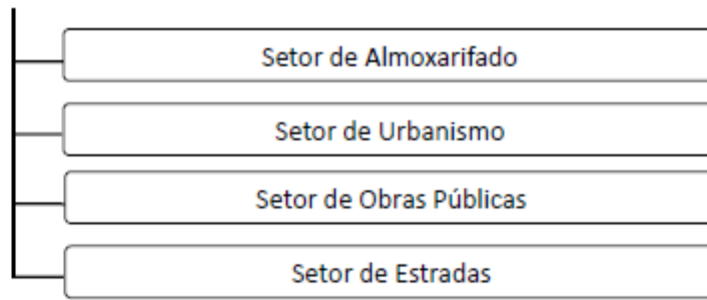 Setor de Almoxarifado
Setor de Urbanismo
Setor de Obras Públicas
Setor de Estradas